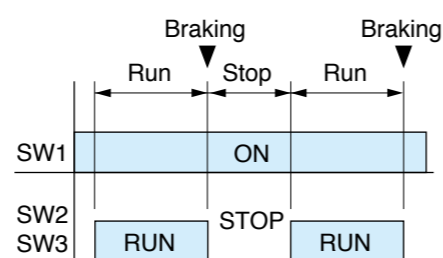 Braking Braking
Run Stop Run
SW1 ON
SW2 STOP
SW3 RUN RUN